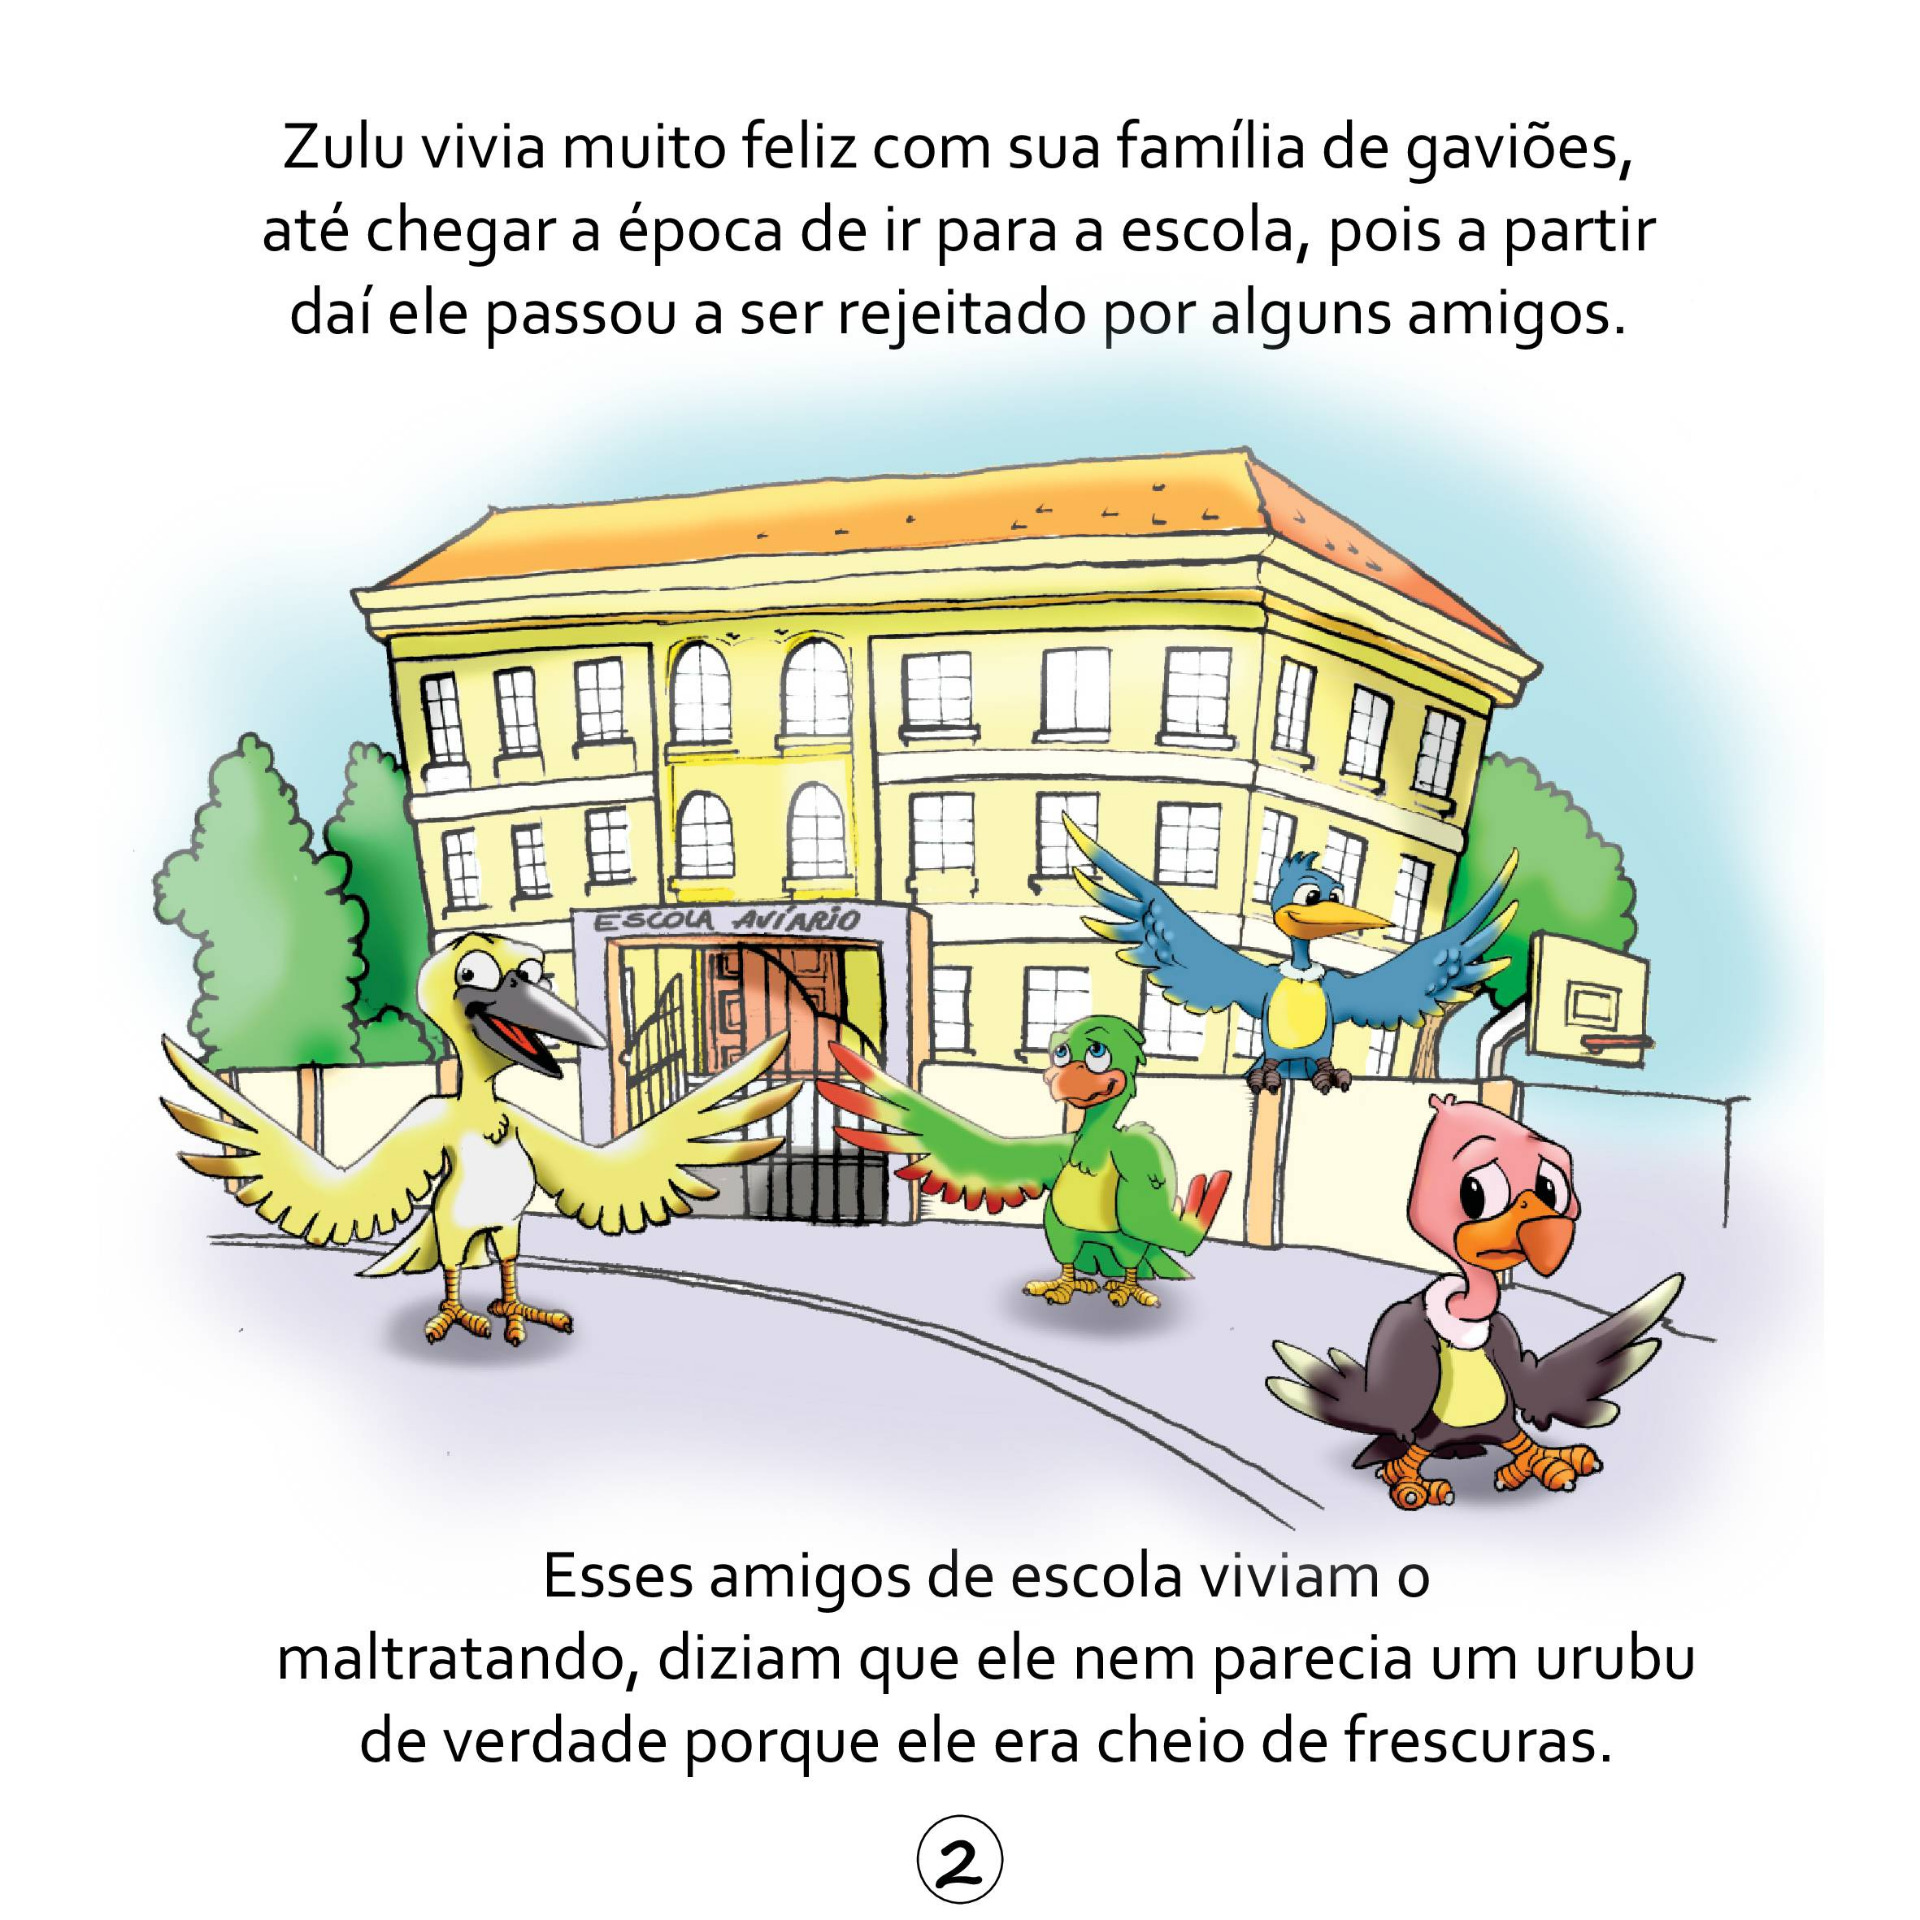 Zulu vivia muito feliz com sua família de gaviões,
até chegar a época de ir para a escola, pois a partir
daí ele passou a ser rejeitado por alguns amigos.
ESCOLA AVIÁRIO
Esses amigos de escola viviam o
maltratando, diziam que ele nem parecia um urubu
de verdade porque ele era cheio de frescuras.
2